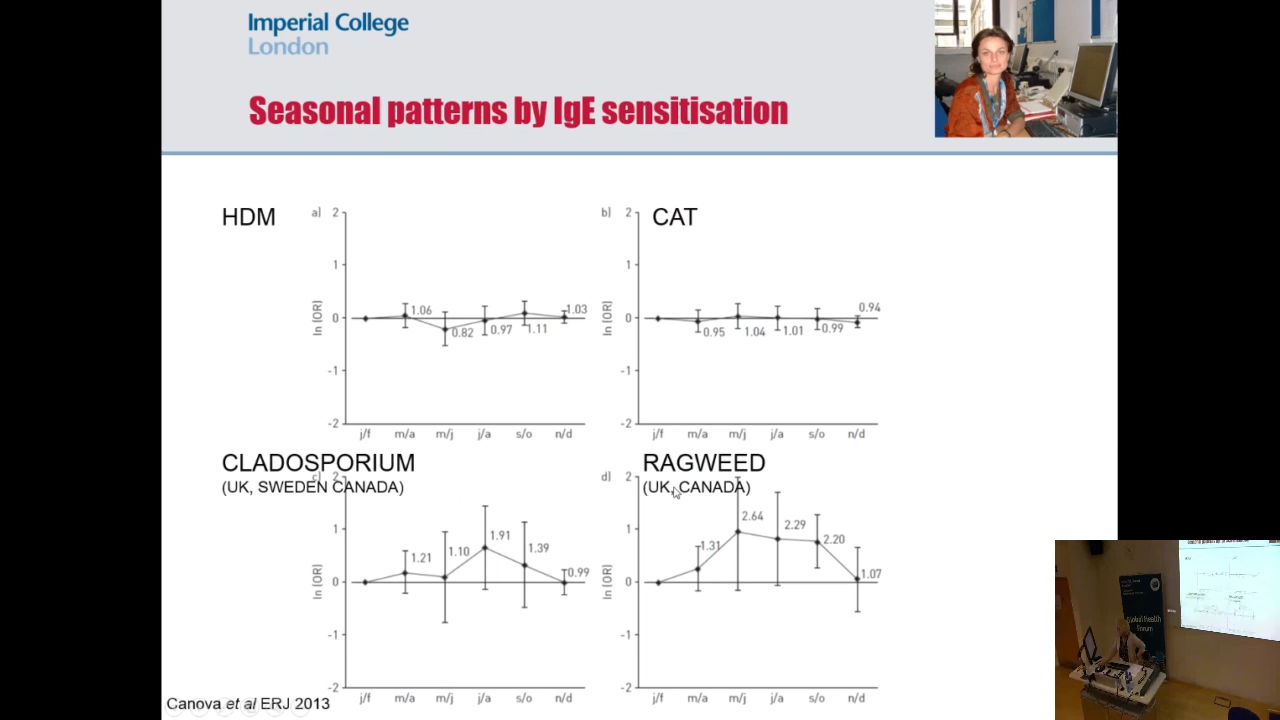 Imperial College
London
Seasonal patterns by IgE sensitisation
HDM
a)
2
1
0
-1
-2
ln (OR)
1.06
0.82
0.97
1.11
1.03
j/f m/a m/j j/a s/o n/d
b)
CAT
2
1
0
-1
-2
ln (OR)
0.95
1.04
1.01
0.99
0.94
j/f m/a m/j j/a s/o n/d
CLADOSPORIUM
(UK, SWEDEN CANADA)
c)
2
1
0
-1
-2
ln (OR)
1.21
1.10
1.91
1.39
0.99
j/f m/a m/j j/a s/o n/d
RAGWEED
(UK, CANADA)
d)
2
1
0
-1
-2
ln (OR)
1.31
2.64
2.29
2.20
1.07
j/f m/a m/j j/a s/o n/d
Canova et al ERJ 2013
Global Health
Forum